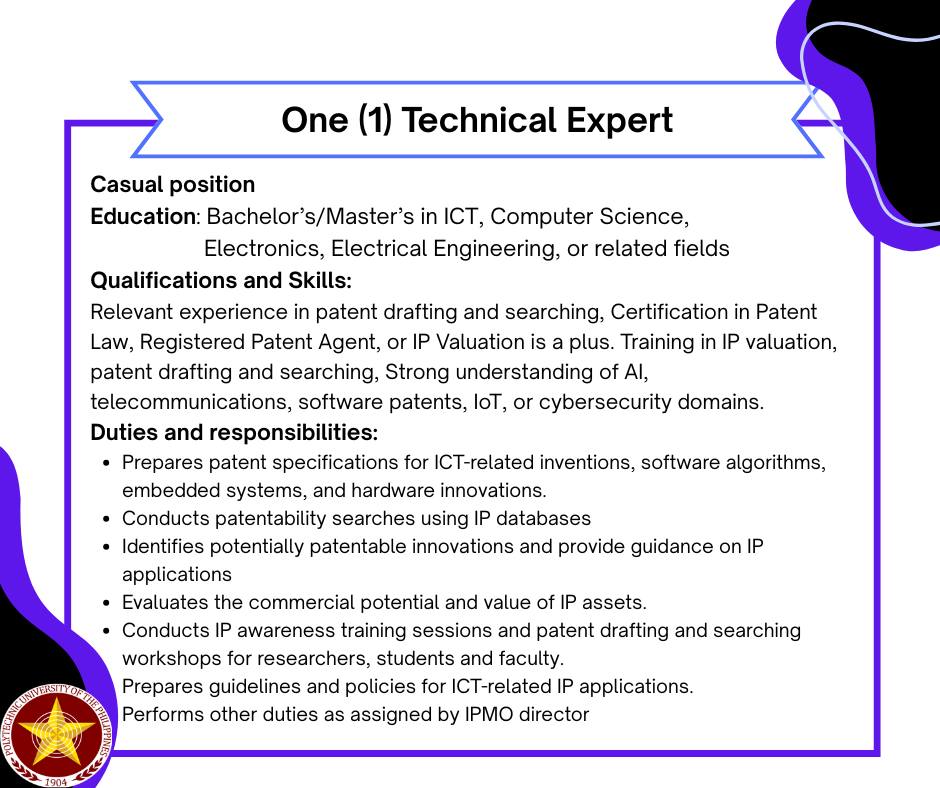 One (1) Technical Expert
Casual position
Education: Bachelor’s/Master’s in ICT, Computer Science,
Electronics, Electrical Engineering, or related fields
Qualifications and Skills:
Relevant experience in patent drafting and searching, Certification in Patent
Law, Registered Patent Agent, or IP Valuation is a plus. Training in IP valuation,
patent drafting and searching, Strong understanding of AI,
telecommunications, software patents, IoT, or cybersecurity domains.
Duties and responsibilities:
• Prepares patent specifications for ICT-related inventions, software algorithms,
embedded systems, and hardware innovations.
• Conducts patentability searches using IP databases
• Identifies potentially patentable innovations and provide guidance on IP
applications
• Evaluates the commercial potential and value of IP assets.
• Conducts IP awareness training sessions and patent drafting and searching
workshops for researchers, students and faculty.
Prepares guidelines and policies for ICT-related IP applications.
Performs other duties as assigned by IPMO director
POLYTECHNIC UNIVERSITY OF THE PHILIPPINES
1904